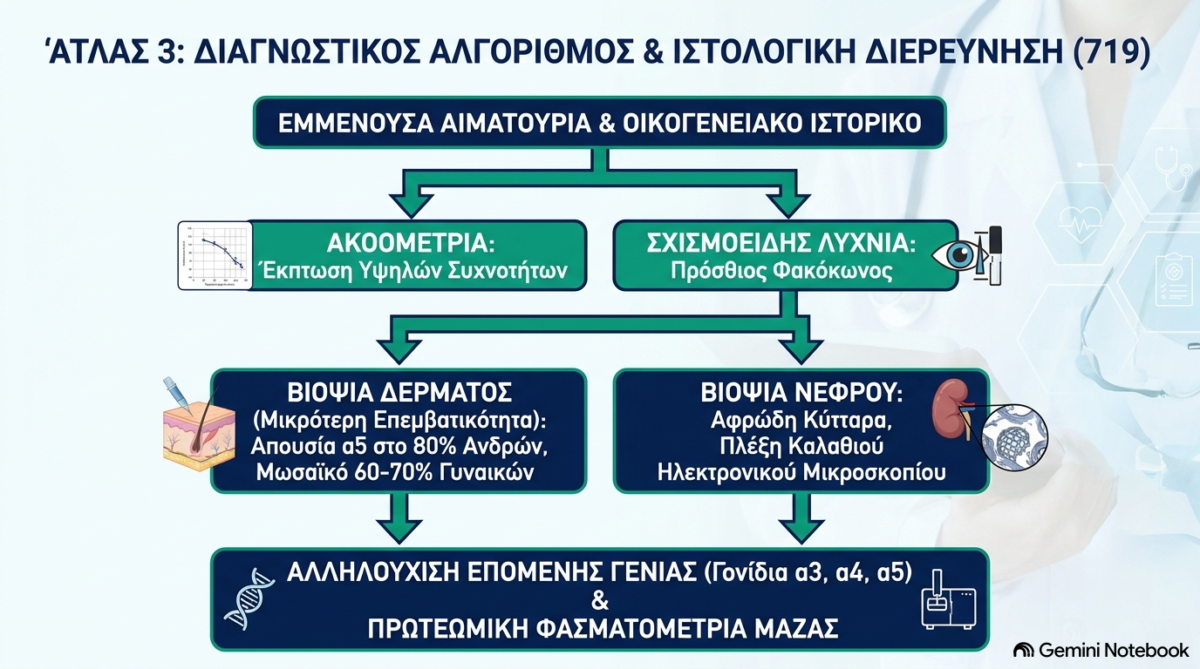 ʼΑΤΛΑΣ 3: ΔΙΑΓΝΩΣΤΙΚΟΣ ΑΛΓΟΡΙΘΜΟΣ & ΙΣΤΟΛΟΓΙΚΗ ΔΙΕΡΕΥΝΗΣΗ (719)
ΕΜΜΕΝΟΥΣΑ ΑΙΜΑΤΟΥΡΙΑ & ΟΙΚΟΓΕΝΕΙΑΚΟ ΙΣΤΟΡΙΚΟ
ΑΚΟΟΜΕΤΡΙΑ:
Έκπτωση Υψηλών Συχνοτήτων
ΣΧΙΣΜΟΕΙΔΗΣ ΛΥΧΝΙΑ:
Πρόσθιος Φακόκωνος
ΒΙΟΨΙΑ ΔΕΡΜΑΤΟΣ
(Μικρότερη Επεμβατικότητα):
Απουσία α5 στο 80% Ανδρών,
Μωσαϊκό 60-70% Γυναικών
ΒΙΟΨΙΑ ΝΕΦΡΟΥ:
Αφρώδη Κύτταρα,
Πλέξη Καλαθιού
Ηλεκτρονικού Μικροσκοπίου
ΑΛΛΗΛΟΥΧΙΣΗ ΕΠΟΜΕΝΗΣ ΓΕΝΙΑΣ (Γονίδια α3, α4, α5)
&
ΠΡΩΤΕΩΜΙΚΗ ΦΑΣΜΑΤΟΜΕΤΡΙΑ ΜΑΖΑΣ
Gemini Notebook